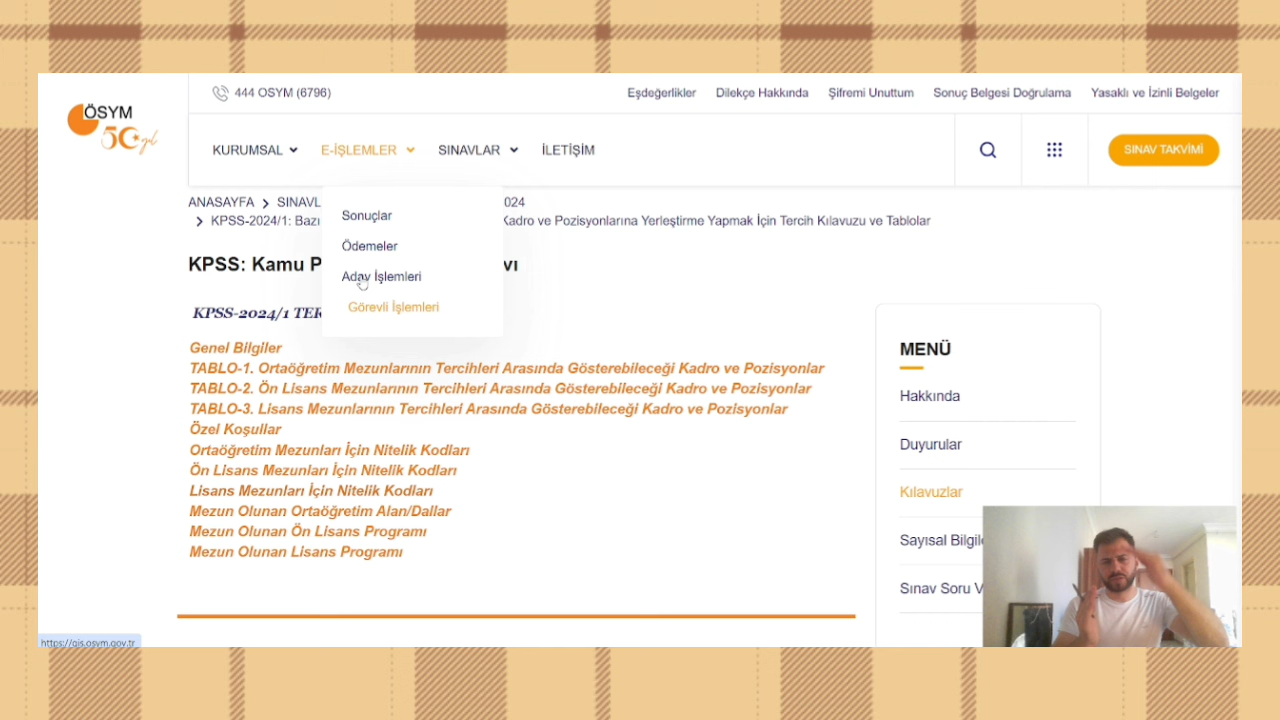 ÖSYM
50.yıl
444 OSYM (6796)
Eşdeğerlikler Dilekçe Hakkında Şifremi Unuttum Sonuç Belgesi Doğrulama Yasaklı ve İzinli Belgeler
KURUMSAL E-İŞLEMLER SINAVLAR İLETİŞİM
SINAV TAKVİMİ
ANASAYFA SINAVL 2024
KPSS-2024/1: Bazı Kadro ve Pozisyonlarına Yerleştirme Yapmak İçin Tercih Kılavuzu ve Tablolar
Sonuçlar
Ödemeler
Aday İşlemleri
Görevli İşlemleri
KPSS: Kamu P vı
KPSS-2024/1 TER
Genel Bilgiler
TABLO-1. Ortaöğretim Mezunlarının Tercihleri Arasında Gösterebileceği Kadro ve Pozisyonlar
TABLO-2. Ön Lisans Mezunlarının Tercihleri Arasında Gösterebileceği Kadro ve Pozisyonlar
TABLO-3. Lisans Mezunlarının Tercihleri Arasında Gösterebileceği Kadro ve Pozisyonlar
Özel Koşullar
Ortaöğretim Mezunları İçin Nitelik Kodları
Ön Lisans Mezunları İçin Nitelik Kodları
Lisans Mezunları İçin Nitelik Kodları
Mezun Olunan Ortaöğretim Alan/Dallar
Mezun Olunan Ön Lisans Programı
Mezun Olunan Lisans Programı
MENÜ
Hakkında
Duyurular
Kılavuzlar
Sayısal Bilgile
Sınav Soru V
https://gis.osym.gov.tr